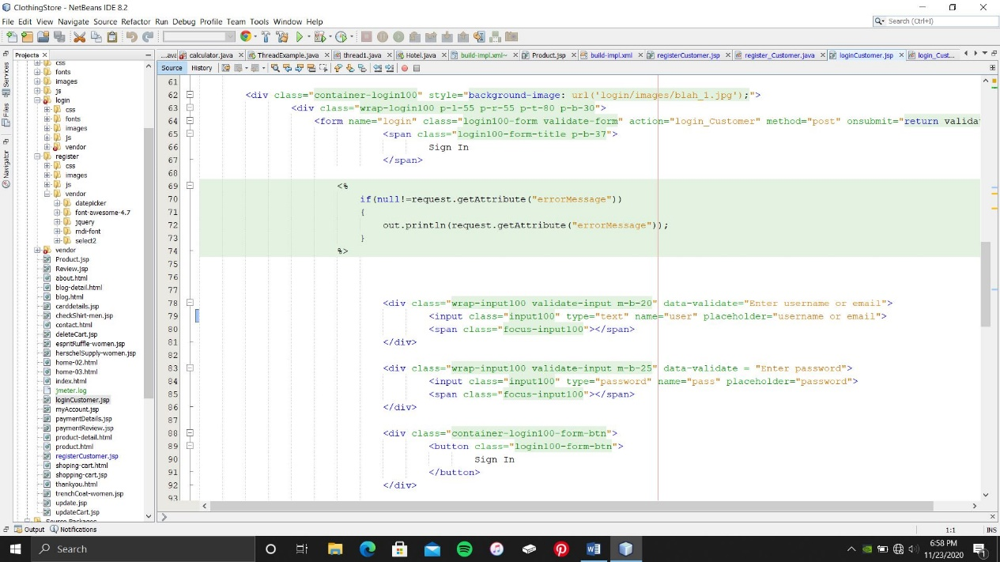 ClothingStore - NetBeans IDE 8.2
File Edit View Navigate Source Refactor Run Debug Profile Team Tools Window Help
Search (Ctrl+I)
Projects
...ava calculator.java ThreadExample.java thread1.java Hotel.java build-impl.xml~ Product.jsp build-impl.xml registerCustomer.jsp register_Customer.java loginCustomer.jsp login_Cust...
Source History
Services
Files
Navigator
css
fonts
images
js
login
css
fonts
images
js
vendor
register
css
images
js
vendor
datepicker
font-awesome-4.7
jquery
mdi-font
select2
vendor
Product.jsp
Review.jsp
about.html
blog-detail.html
blog.html
carddetails.jsp
checkShirt-men.jsp
contact.html
deleteCart.jsp
espritRuffle-women.jsp
herschelSupply-women.jsp
home-02.html
home-03.html
index.html
jmeter.log
loginCustomer.jsp
myAccount.jsp
paymentDetails.jsp
paymentReview.jsp
product-detail.html
product.html
registerCustomer.jsp
shoping-cart.html
shopping-cart.jsp
thankyou.html
trenchCoat-women.jsp
update.jsp
updateCart.jsp
Source Packages
61
62 <div class="container-login100" style="background-image: url('login/images/blah_1.jpg');">
63 <div class="wrap-login100 p-l-55 p-r-55 p-t-80 p-b-30">
64 <form name="login" class="login100-form validate-form" action="login_Customer" method="post" onsubmit="return valida
65 <span class="login100-form-title p-b-37">
66 Sign In
67 </span>
68
69 <%
70 if(null!=request.getAttribute("errorMessage"))
71 {
72 out.println(request.getAttribute("errorMessage"));
73 }
74 %>
75
76
77
78 <div class="wrap-input100 validate-input m-b-20" data-validate="Enter username or email">
79 <input class="input100" type="text" name="user" placeholder="username or email">
80 <span class="focus-input100"></span>
81 </div>
82
83 <div class="wrap-input100 validate-input m-b-25" data-validate = "Enter password">
84 <input class="input100" type="password" name="pass" placeholder="password">
85 <span class="focus-input100"></span>
86 </div>
87
88 <div class="container-login100-form-btn">
89 <button class="login100-form-btn">
90 Sign In
91 </button>
92 </div>
93
Output Notifications
1:1 INS
Search
6:58 PM
11/23/2020
1